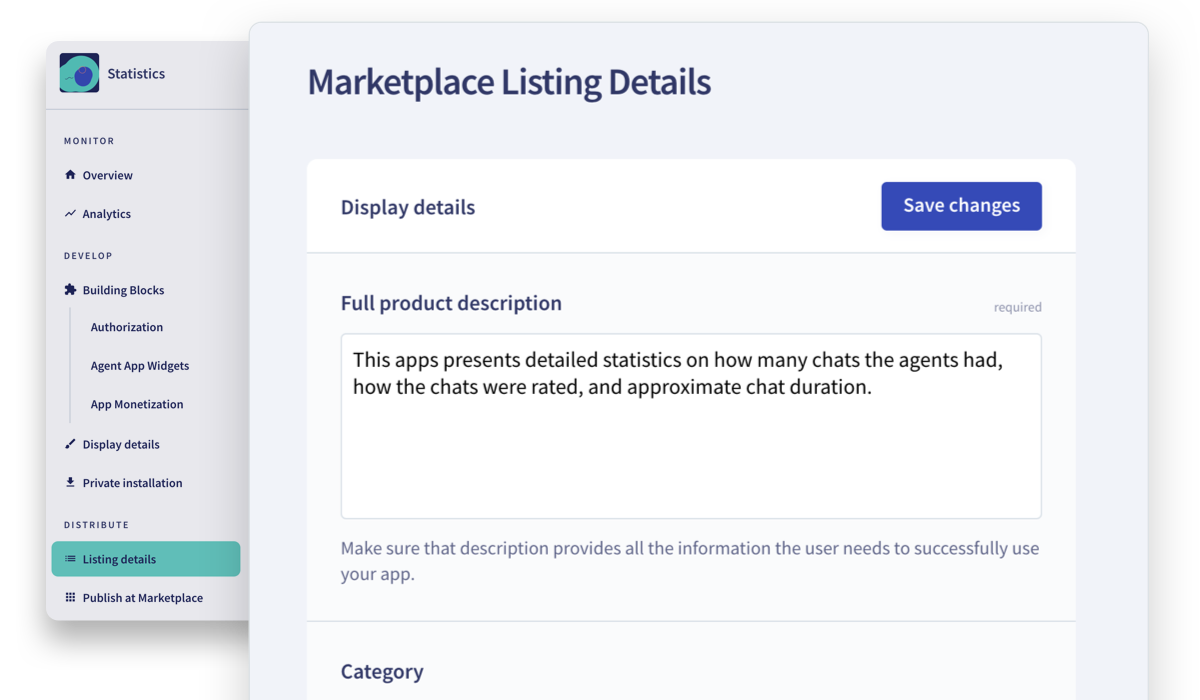 Statistics
MONITOR
Overview
Analytics
DEVELOP
Building Blocks
Authorization
Agent App Widgets
App Monetization
Display details
Private installation
DISTRIBUTE
Listing details
Publish at Marketplace
Marketplace Listing Details
Display details
Save changes
Full product description
required
This apps presents detailed statistics on how many chats the agents had,
how the chats were rated, and approximate chat duration.
Make sure that description provides all the information the user needs to successfully use
your app.
Category